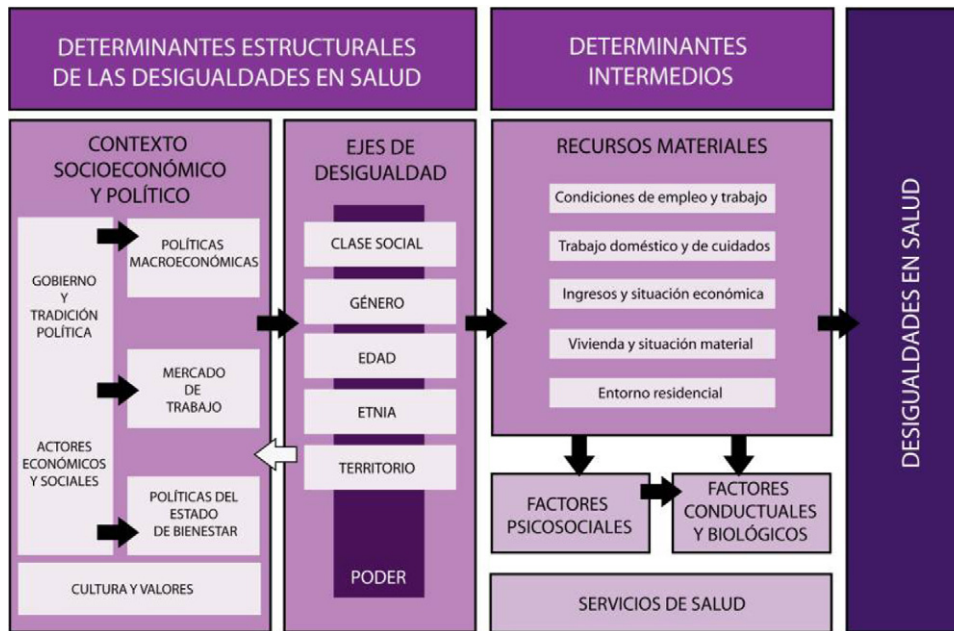 DETERMINANTES ESTRUCTURALES
DE LAS DESIGUALDADES EN SALUD
DETERMINANTES
INTERMEDIOS
CONTEXTO
SOCIOECONÓMICO
Y POLÍTICO
GOBIERNO
Y
TRADICIÓN
POLÍTICA
ACTORES
ECONÓMICOS
Y SOCIALES
POLÍTICAS
MACROECONÓMICAS
MERCADO
DE
TRABAJO
POLÍTICAS DEL
ESTADO
DE BIENESTAR
CULTURA Y VALORES
EJES DE
DESIGUALDAD
CLASE SOCIAL
GÉNERO
EDAD
ETNIA
TERRITORIO
PODER
RECURSOS MATERIALES
Condiciones de empleo y trabajo
Trabajo doméstico y de cuidados
Ingresos y situación económica
Vivienda y situación material
Entorno residencial
FACTORES
PSICOSOCIALES
FACTORES
CONDUCTUALES
Y BIOLÓGICOS
SERVICIOS DE SALUD
DESIGUALDADES EN SALUD